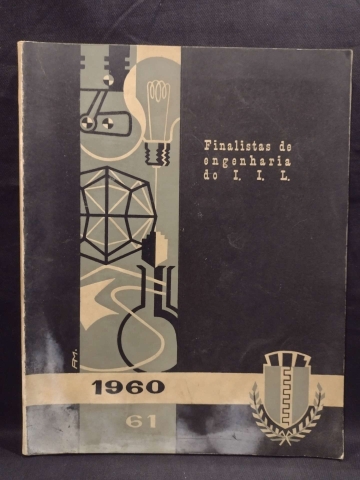 Finalistas de
engenharia
do I. I. L.
FM.
1960
61